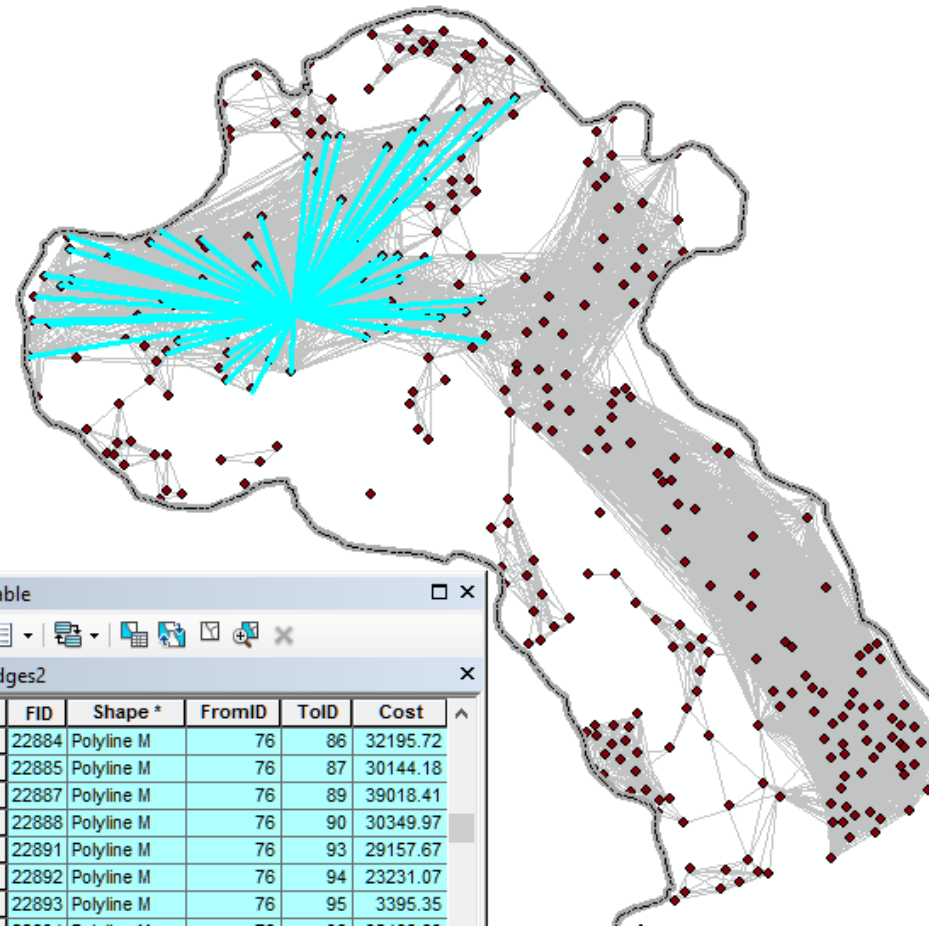 able
dges2
FID Shape * FromID ToID Cost
22884 Polyline M 76 86 32195.72
22885 Polyline M 76 87 30144.18
22887 Polyline M 76 89 39018.41
22888 Polyline M 76 90 30349.97
22891 Polyline M 76 93 29157.67
22892 Polyline M 76 94 23231.07
22893 Polyline M 76 95 3395.35